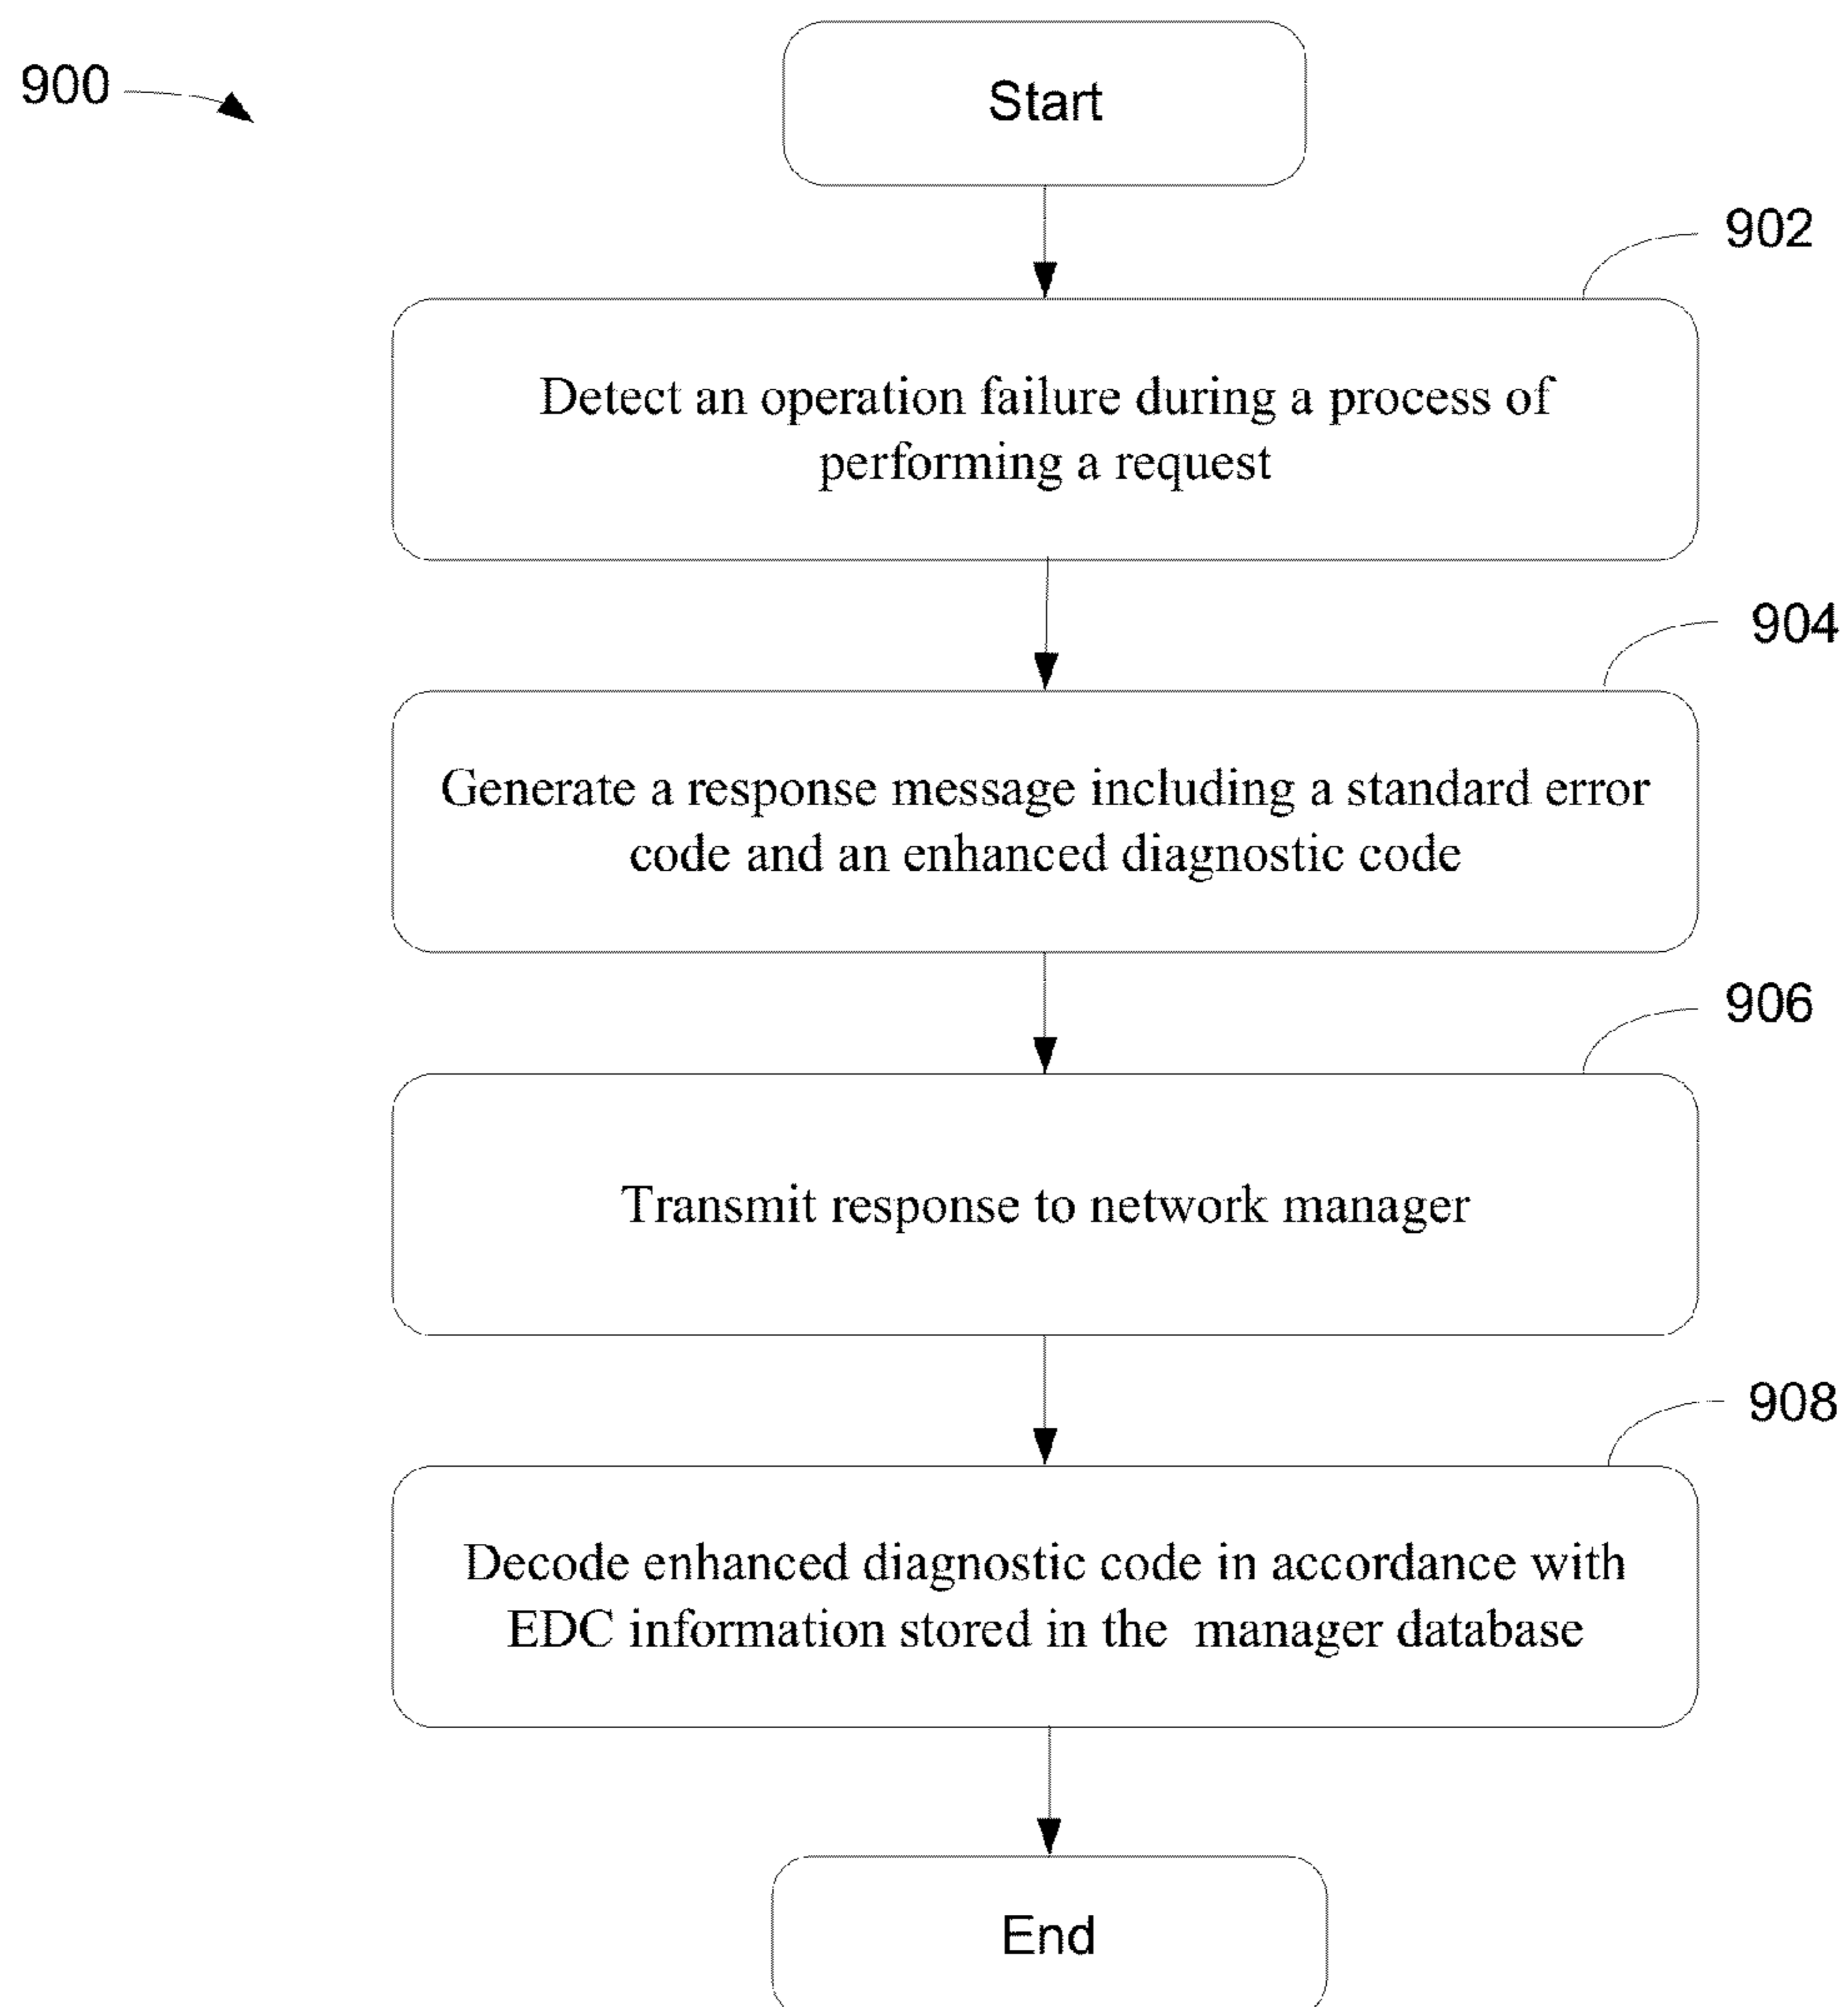 900
Start
902
Detect an operation failure during a process of
performing a request
904
Generate a response message including a standard error
code and an enhanced diagnostic code
906
Transmit response to network manager
908
Decode enhanced diagnostic code in accordance with
EDC information stored in the manager database
End